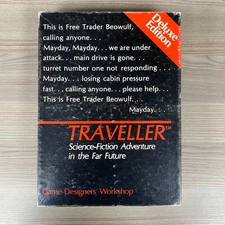 This is Free Trader Beowulf,
calling anyone. . .
Mayday, Mayday. . . we are under
attack. . . main drive is gone. . .
turret number one not responding. . .
Mayday. . . losing cabin pressure
fast. . . calling anyone. . . please help. . .
This is Free Trader Beowulf. . .
Mayday. . .
Deluxe
Edition
TRAVELLER™
Science-Fiction Adventure
in the Far Future
Game Designers' Workshop